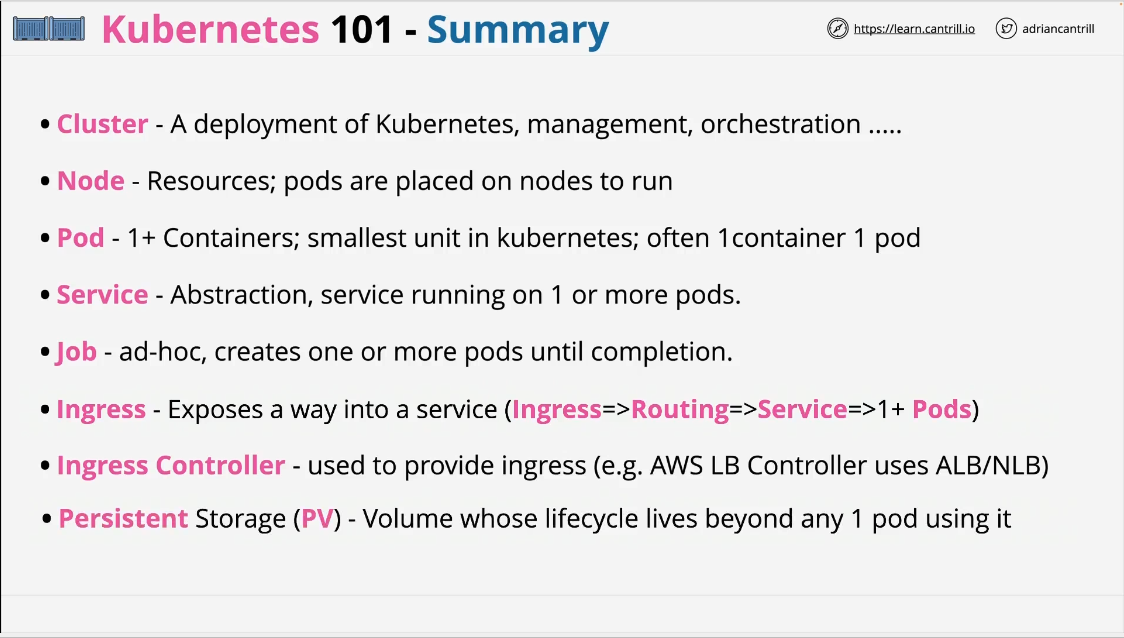 Kubernetes 101 - Summary
https://learn.cantrill.io
adriancantrill
• Cluster - A deployment of Kubernetes, management, orchestration .....
• Node - Resources; pods are placed on nodes to run
• Pod - 1+ Containers; smallest unit in kubernetes; often 1container 1 pod
• Service - Abstraction, service running on 1 or more pods.
• Job - ad-hoc, creates one or more pods until completion.
• Ingress - Exposes a way into a service (Ingress=>Routing=>Service=>1+ Pods)
• Ingress Controller - used to provide ingress (e.g. AWS LB Controller uses ALB/NLB)
• Persistent Storage (PV) - Volume whose lifecycle lives beyond any 1 pod using it